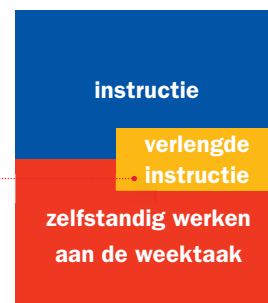 instructie
verlengde
instructie
zelfstandig werken
aan de weektaak